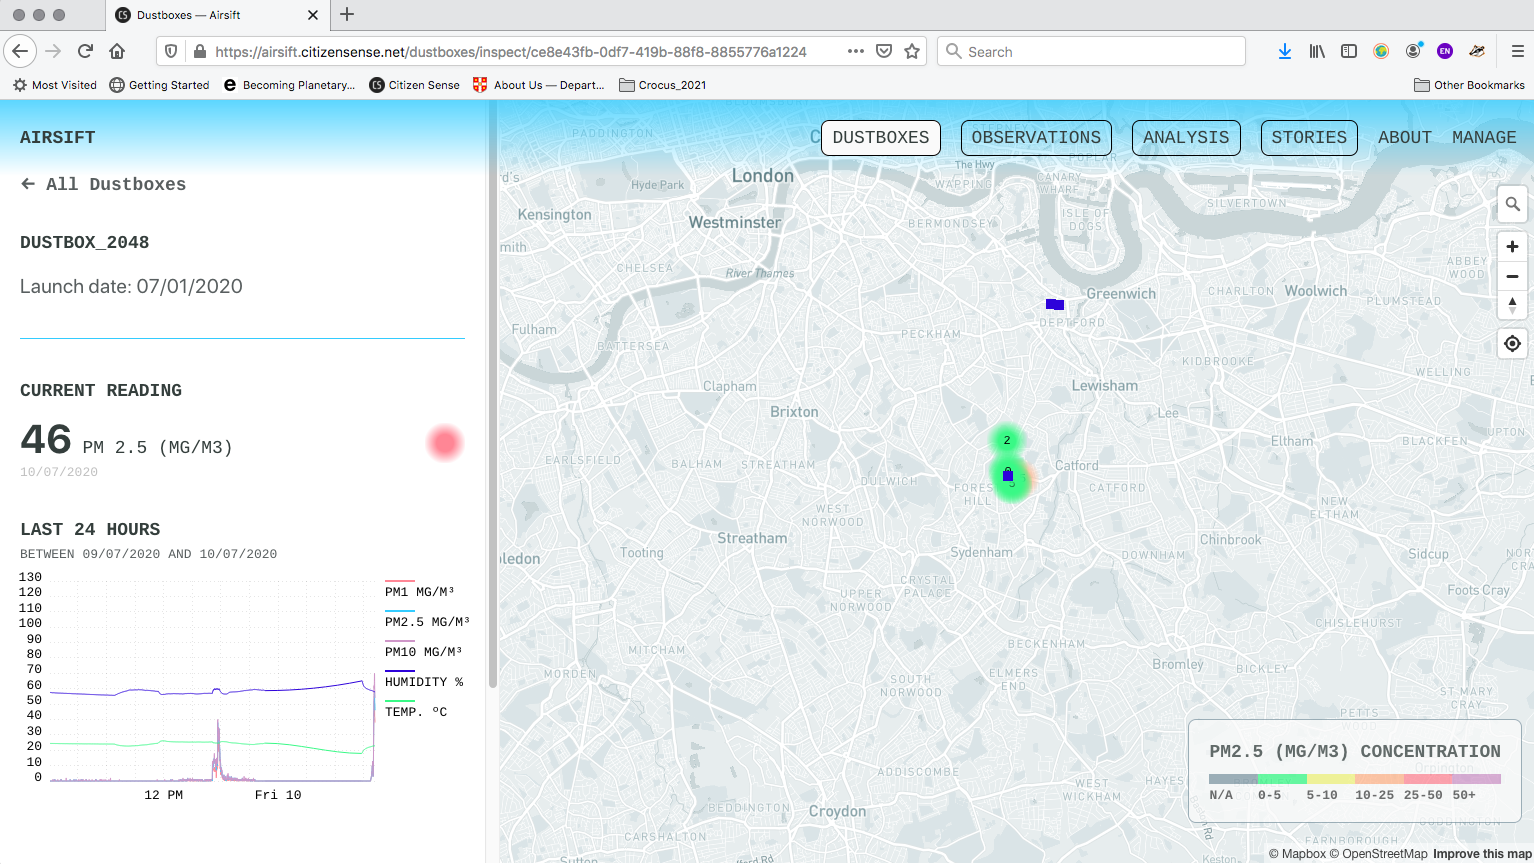 Dustboxes — Airsift
https://airsift.citizensense.net/dustboxes/inspect/ce8e43fb-0df7-419b-88f8-8855776a1224
Search
EN
Most Visited
Getting Started
Becoming Planetary...
Citizen Sense
About Us — Depart...
Crocus_2021
Other Bookmarks
AIRSIFT
DUSTBOXES
OBSERVATIONS
ANALYSIS
STORIES
ABOUT
MANAGE
← All Dustboxes
DUSTBOX_2048
Launch date: 07/01/2020
CURRENT READING
46 PM 2.5 (MG/M3)
10/07/2020
LAST 24 HOURS
BETWEEN 09/07/2020 AND 10/07/2020
130
120
110
100
90
80
70
60
50
40
30
20
10
0
12 PM
Fri 10
PM1 MG/M³
PM2.5 MG/M³
PM10 MG/M³
HUMIDITY %
TEMP. ºC
PADDINGTON
London
The Hwy
POPLAR
Hyde Park
WAPPING
CANARY
WHARF
Kensington
Westminster
BERMONDSEY
ISLE OF
DOGS
SILVERTOWN
mith
CHELSEA
River Thames
ABBEY
WOOD
Greenwich
CHARLTON
Woolwich
PLUMSTEAD
Fulham
BATTERSEA
PECKHAM
DEPTFORD
KIDBROOKE
WELLING
Clapham
Brixton
Lewisham
Lee
2
Eltham
BLACKFEN
UPTON
EARLSFIELD
BALHAM
STREATHAM
DULWICH
FOREST
HILL
Catford
CATFORD
WEST
NORWOOD
NEW
ELTHAM
Streatham
Tooting
Sydenham
DOWNHAM
Chinbrook
Sidcup
CRYSTAL
PALACE
UPPER
NORWOOD
Foots Cray
CHISLEHURST
MITCHAM
BECKENHAM
Bromley
BICKLEY
SOUTH
NORWOOD
ELMERS
END
ST MARY
CRAY
PETTS
PM2.5 (MG/M3) CONCENTRATION
N/A
0-5
5-10
10-25
25-50
50+
ADDISCOMBE
WEST
WICKHAM
HAYES
BEDDINGTON
Croydon
CARSHALTON
FARNBOROUGH
© Mapbox © OpenStreetMap Improve this map